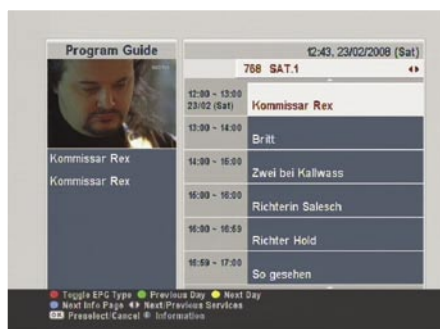 Program Guide
12:43, 23/02/2008 (Sat)
768 SAT.1
12:00 ~ 13:00
23/02 (Sat)
Kommissar Rex
13:00 ~ 14:00
Britt
14:00 ~ 15:00
Zwei bei Kallwass
15:00 ~ 16:00
Richterin Salesch
16:00 ~ 16:59
Richter Hold
16:59 ~ 17:00
So gesehen
Kommissar Rex
Kommissar Rex
Toggle EPG Type Previous Day Next Day
Next Info Page Next/Previous Services
OK Preselect/Cancel Information